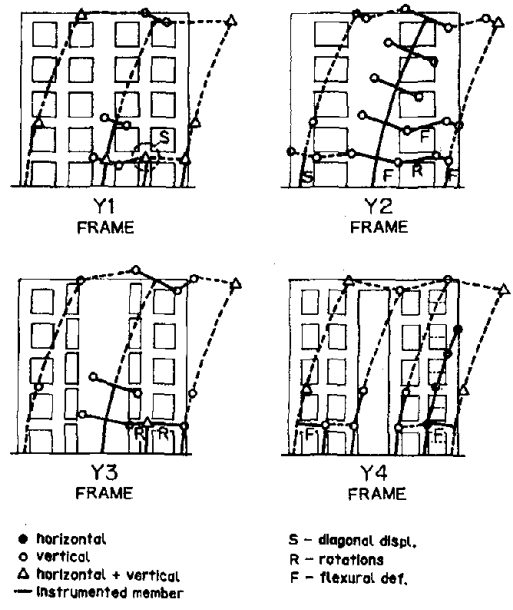 S
Y1
FRAME
F
R
S
F
F
Y2
FRAME
R
R
Y3
FRAME
F
F
Y4
FRAME
horizontal
vertical
horizontal + vertical
instrumented member
S - diagonal displ.
R - rotations
F - flexural def.